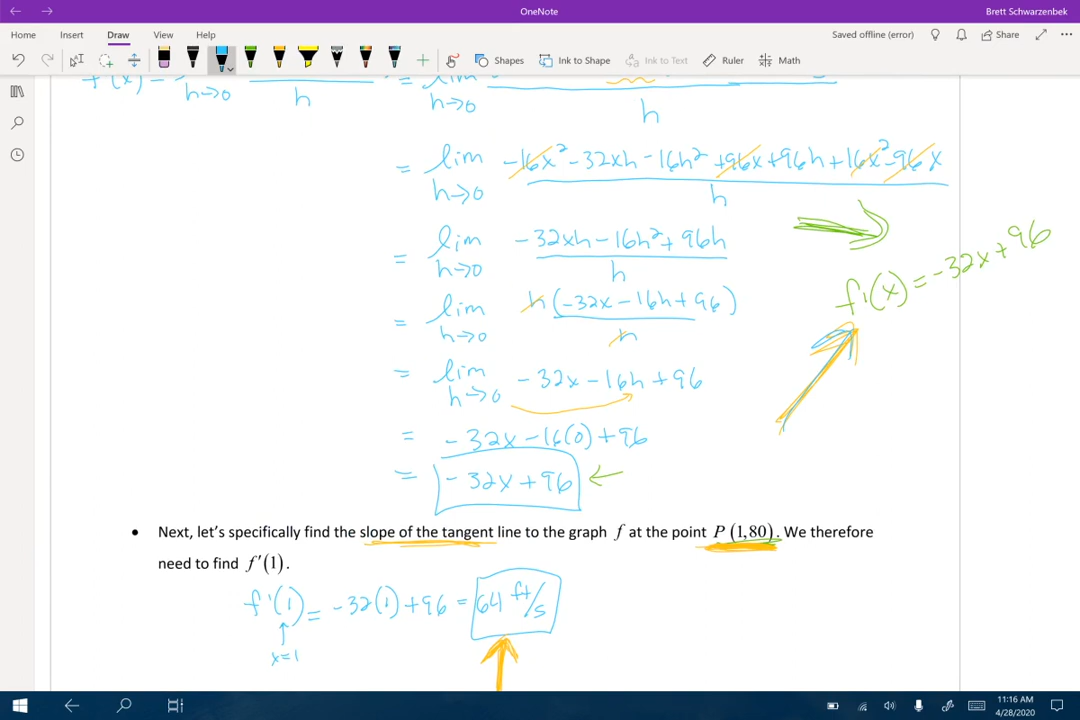 OneNote
Brett Schwarzenbek
Home Insert Draw View Help
Saved offline (error) Share
Shapes Ink to Shape Ink to Text Ruler Math
f'(x) = h→0 h = lim h→0 h
= lim h→0 -16x² -32xh -16h² +96x +96h +16x² -96x / h
= lim h→0 -32xh -16h² +96h / h
f'(x) = -32x + 96
= lim h→0 h(-32x -16h +96) / h
= lim h→0 -32x -16h +96
= -32x -16(0) +96
= -32x +96 ←
• Next, let's specifically find the slope of the tangent line to the graph f at the point P(1,80). We therefore
need to find f'(1).
f'(1) = -32(1) +96 = 64 ft/s
↑
x=1
11:16 AM
4/28/2020